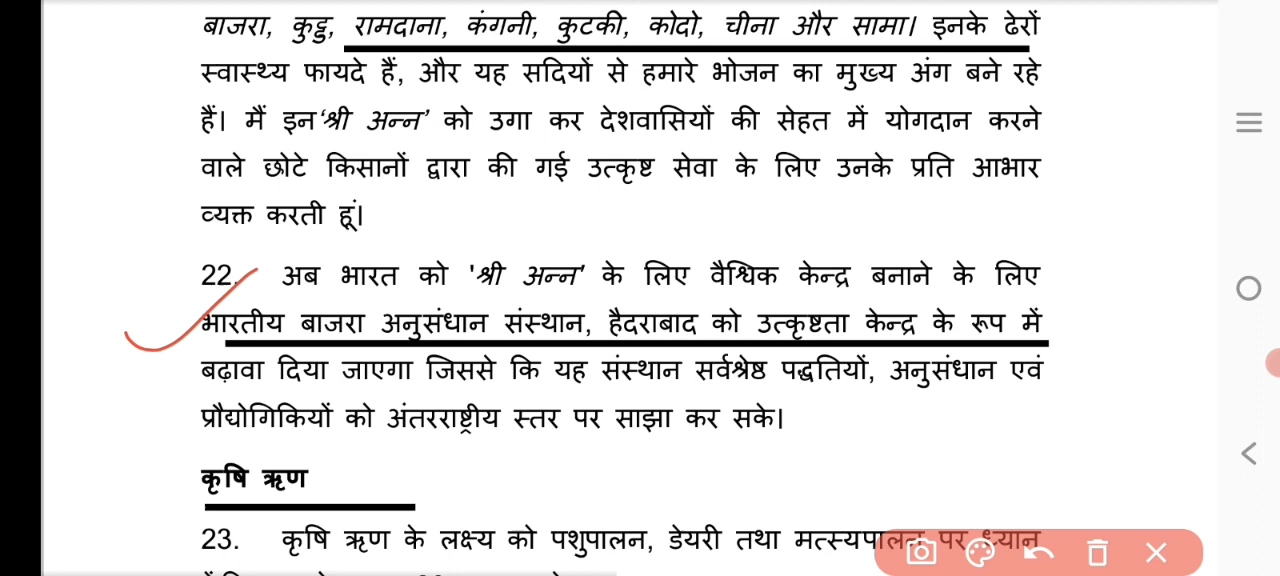 बाजरा, कुट्टु, रामदाना, कंगनी, कुटकी, कोदो, चीना और सामा। इनके ढेरों
स्वास्थ्य फायदे हैं, और यह सदियों से हमारे भोजन का मुख्य अंग बने रहे
हैं। मैं इन'श्री अन्न' को उगा कर देशवासियों की सेहत में योगदान करने
वाले छोटे किसानों द्वारा की गई उत्कृष्ट सेवा के लिए उनके प्रति आभार
व्यक्त करती हूं।
22. अब भारत को 'श्री अन्न' के लिए वैश्विक केन्द्र बनाने के लिए
भारतीय बाजरा अनुसंधान संस्थान, हैदराबाद को उत्कृष्टता केन्द्र के रूप में
बढ़ावा दिया जाएगा जिससे कि यह संस्थान सर्वश्रेष्ठ पद्धतियों, अनुसंधान एवं
प्रौद्योगिकियों को अंतरराष्ट्रीय स्तर पर साझा कर सके।
कृषि ऋण
23. कृषि ऋण के लक्ष्य को पशुपालन, डेयरी तथा मत्स्यपालन पर ध्यान